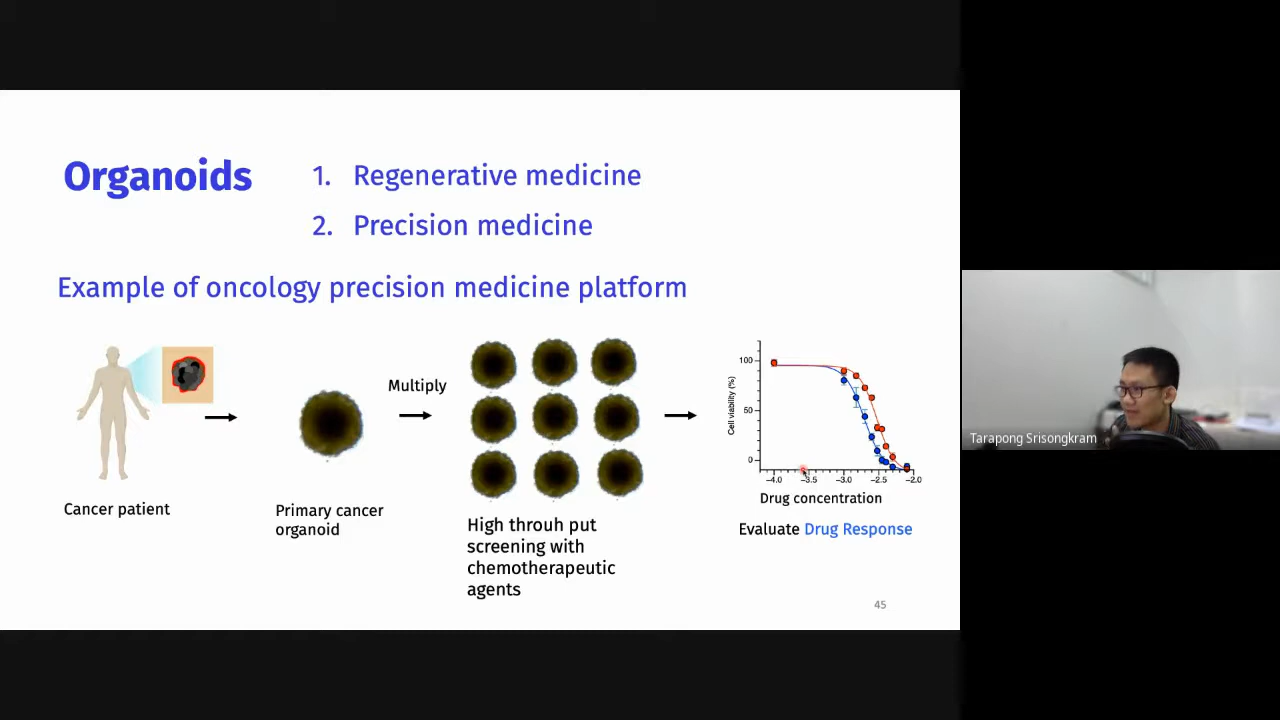 Organoids
1. Regenerative medicine
2. Precision medicine
Example of oncology precision medicine platform
Cancer patient
Primary cancer
organoid
Multiply
High throuh put
screening with
chemotherapeutic
agents
Cell viability (%)
100
50
0
-4.0 -3.5 -3.0 -2.5 -2.0
Drug concentration
Evaluate Drug Response
45
Tarapong Srisongkram